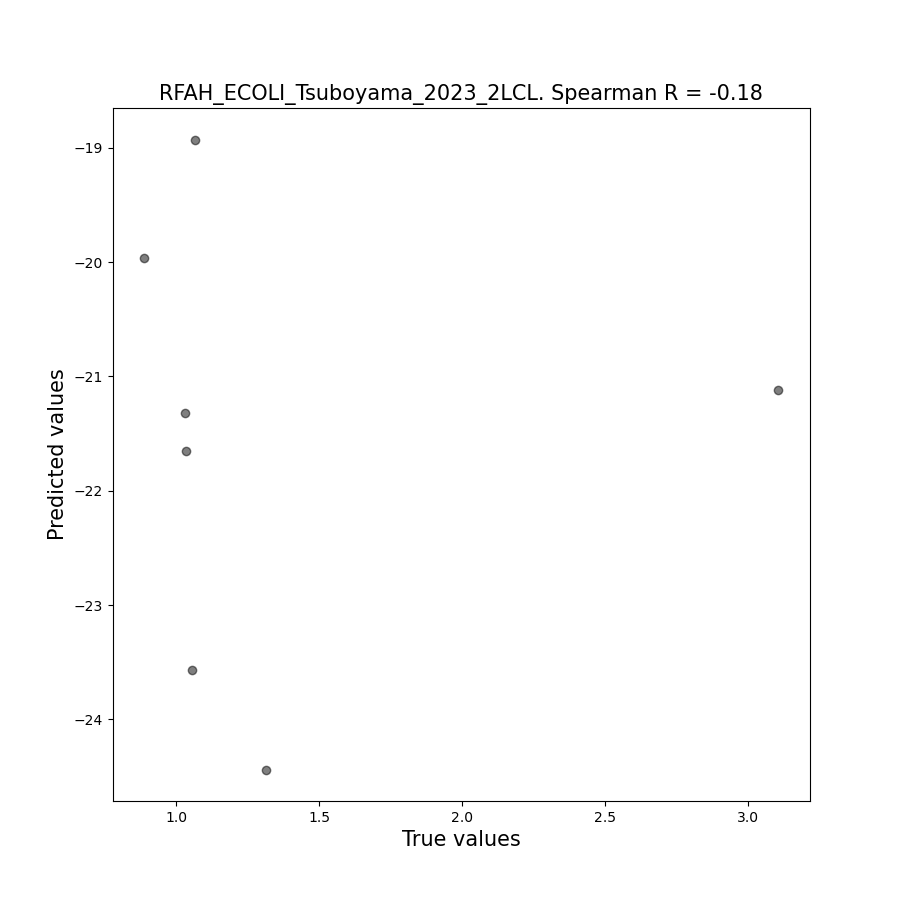 RFAH_ECOLI_Tsuboyama_2023_2LCL. Spearman R = -0.18
−19
−20
−21
−22
−23
−24
Predicted values
1.0 1.5 2.0 2.5 3.0
True values